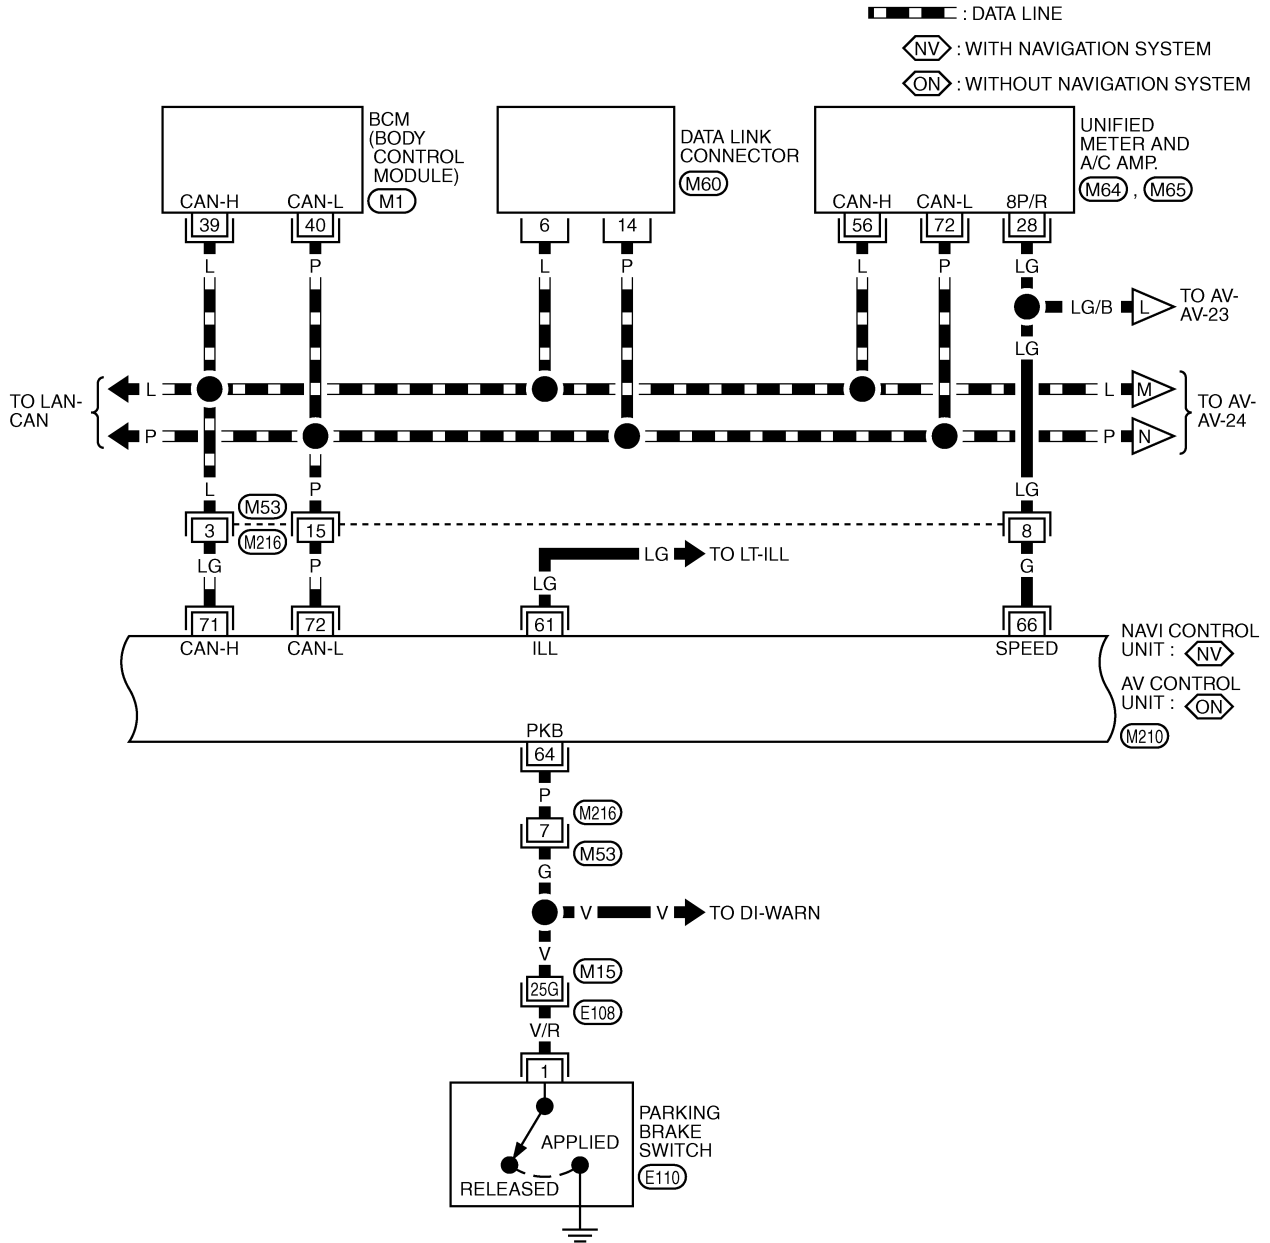 : DATA LINE
NV : WITH NAVIGATION SYSTEM
ON : WITHOUT NAVIGATION SYSTEM
BCM
(BODY
CONTROL
MODULE)
M1
CAN-H CAN-L
39 40
DATA LINK
CONNECTOR
M60
6 14
UNIFIED
METER AND
A/C AMP.
M64 , M65
CAN-H CAN-L 8P/R
56 72 28
L P L P L P LG
LG/B L TO AV-
AV-23
LG
TO LAN-
CAN
L L M
P P N
TO AV-
AV-24
L P LG
M53
3 15 8
M216
LG P G
LG TO LT-ILL
LG
71 72 61 66
CAN-H CAN-L ILL SPEED
NAVI CONTROL
UNIT : NV
AV CONTROL
UNIT : ON
M210
PKB
64
P
M216
7
M53
G
V V TO DI-WARN
V
M15
25G
E108
V/R
1
PARKING
BRAKE
SWITCH
E110
APPLIED
RELEASED